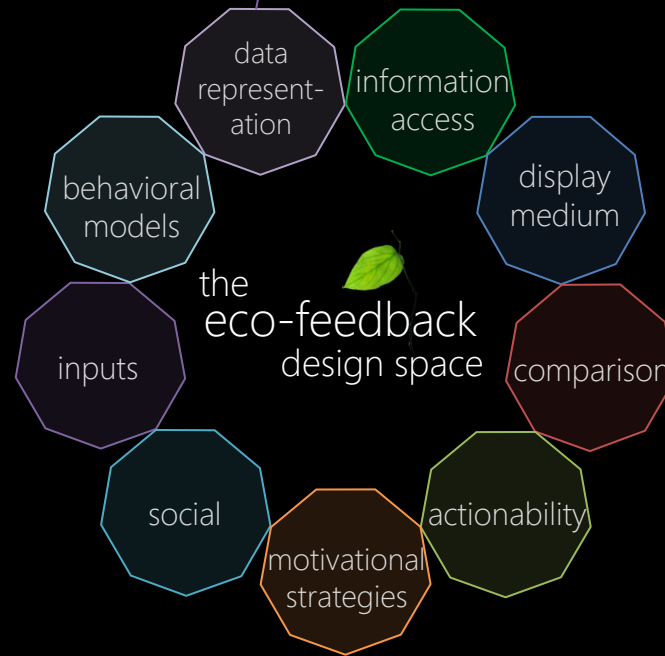 data
represent-
ation
information
access
display
medium
comparison
actionability
motivational
strategies
social
inputs
behavioral
models
the
eco-feedback
design space